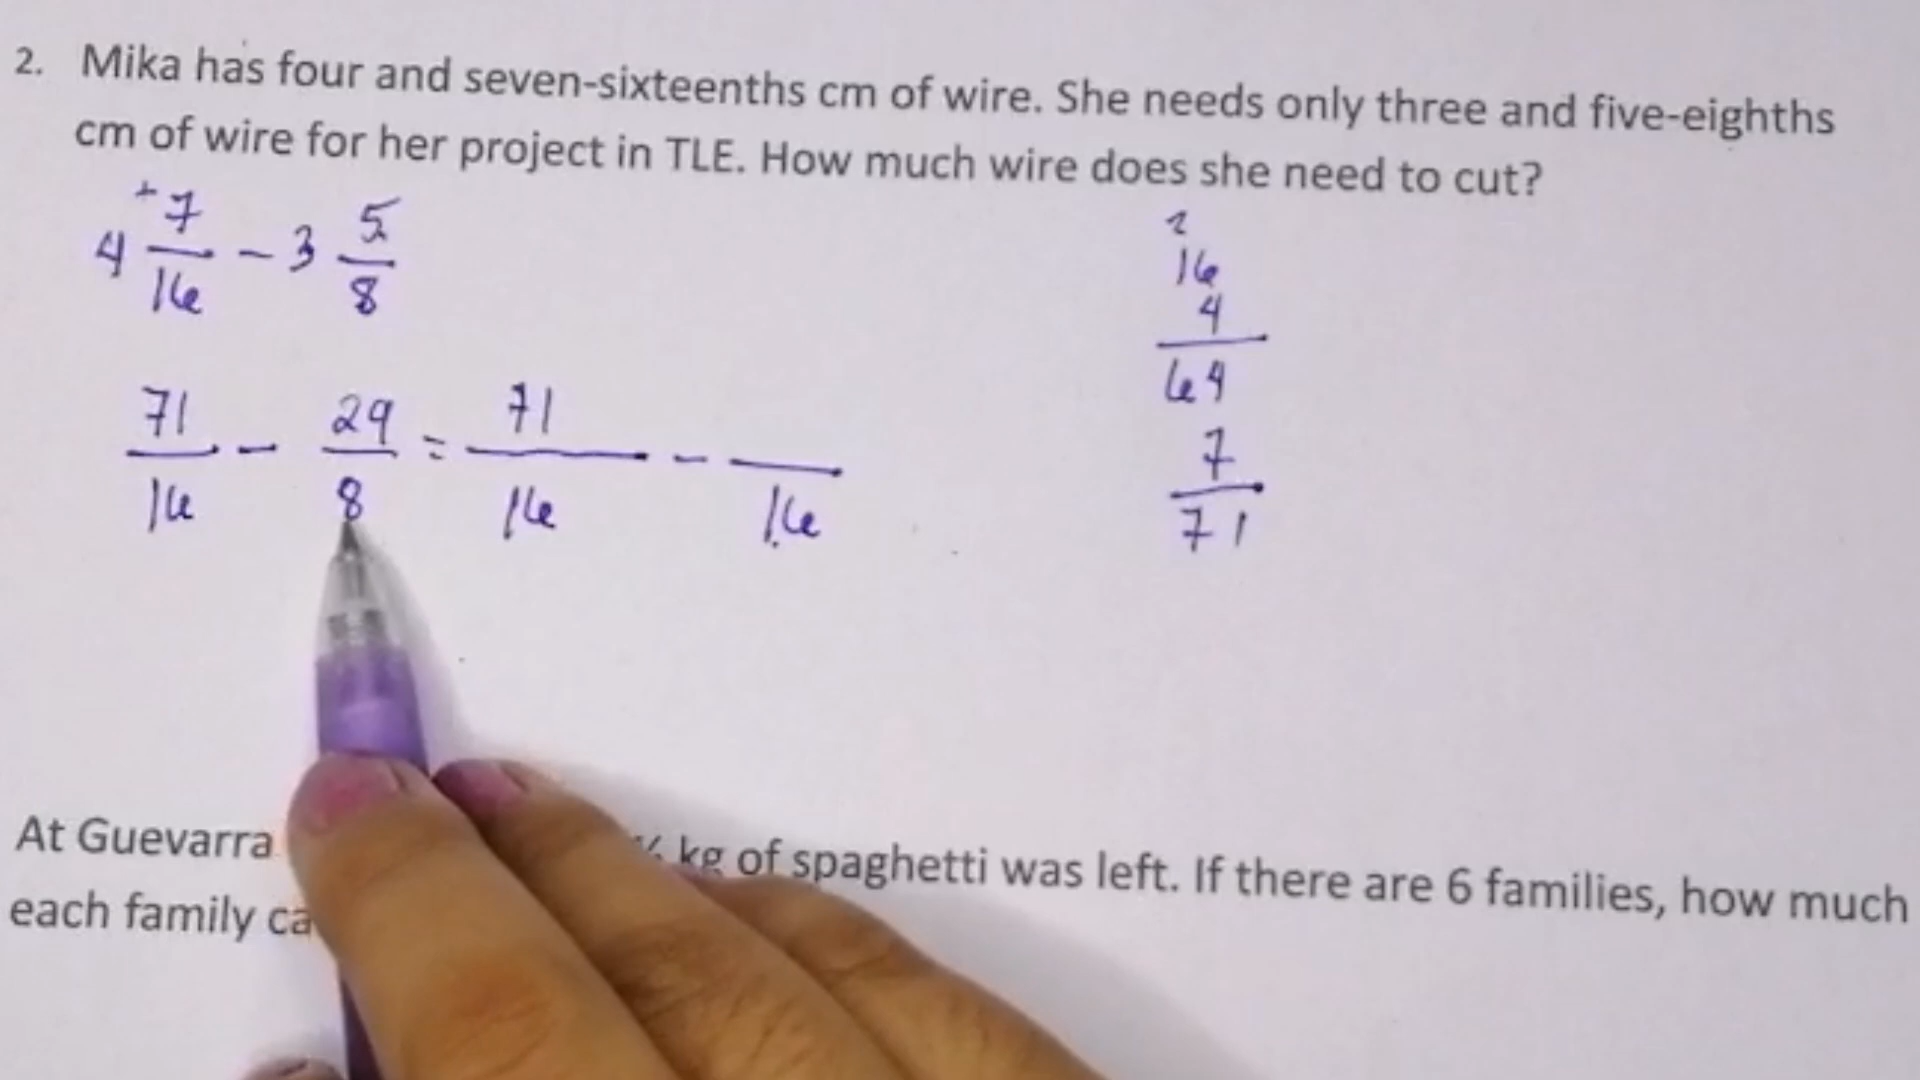 2. Mika has four and seven-sixteenths cm of wire. She needs only three and five-eighths
cm of wire for her project in TLE. How much wire does she need to cut?
4 +7/16 - 3 5/8
71/16 - 29/8 = 71/16 - /16
2
16
4
64
7
71
At Guevarra kg of spaghetti was left. If there are 6 families, how much
each family